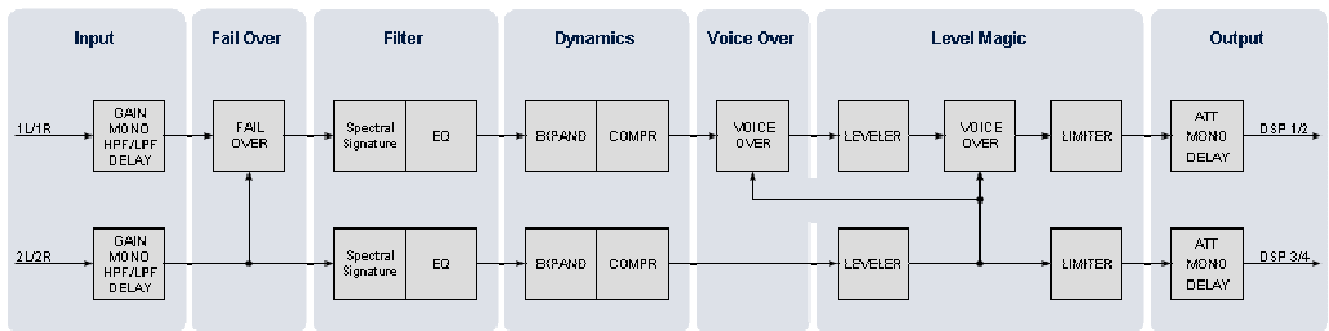 Input
Fail Over
Filter
Dynamics
Voice Over
Level Magic
Output
1L/1R
GAIN
MONO
HPF/LPF
DELAY
FAIL
OVER
Spectral
Signature
EQ
EXPAND
COMPR
VOICE
OVER
LEVELER
VOICE
OVER
LIMITER
ATT
MONO
DELAY
DSP 1/2
2L/2R
GAIN
MONO
HPF/LPF
DELAY
Spectral
Signature
EQ
EXPAND
COMPR
LEVELER
LIMITER
ATT
MONO
DELAY
DSP 3/4